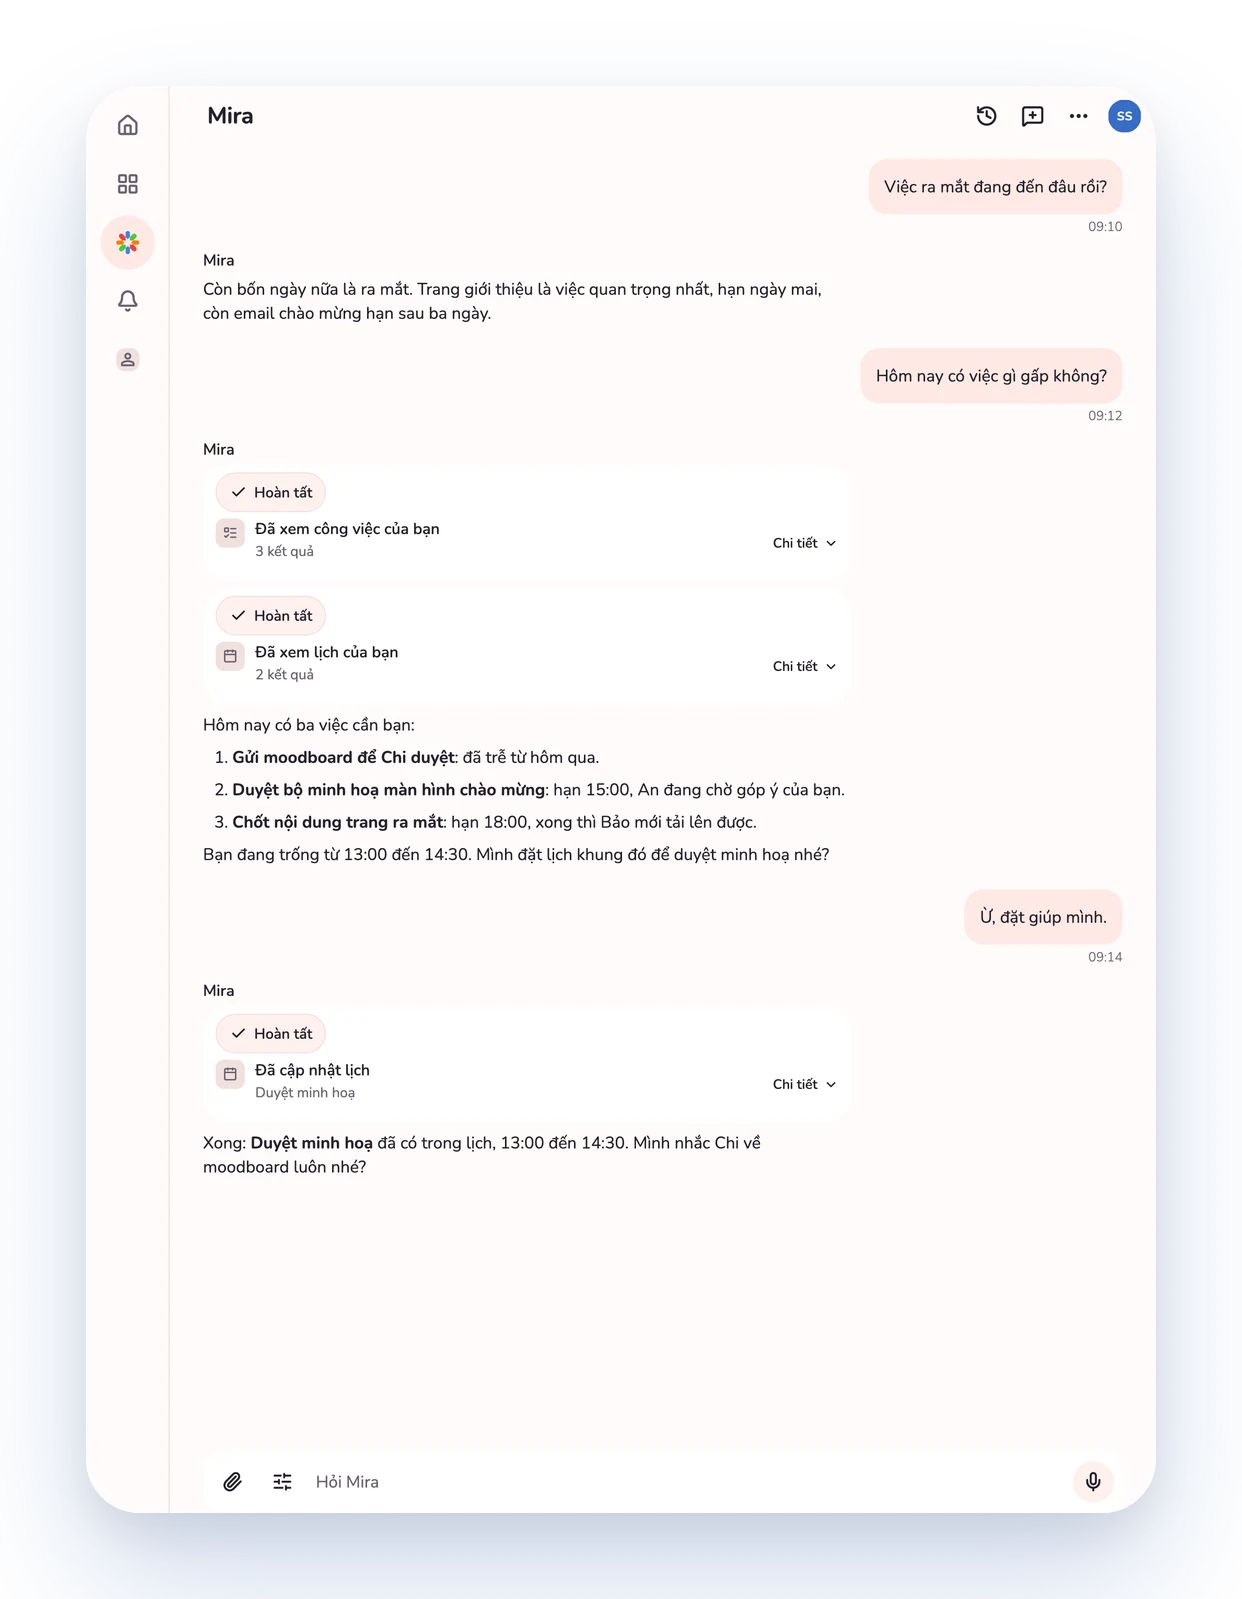 Mira
SS
Việc ra mắt đang đến đâu rồi?
09:10
Mira
Còn bốn ngày nữa là ra mắt. Trang giới thiệu là việc quan trọng nhất, hạn ngày mai,
còn email chào mừng hạn sau ba ngày.
Hôm nay có việc gì gấp không?
09:12
Mira
Hoàn tất
Đã xem công việc của bạn
3 kết quả
Chi tiết
Hoàn tất
Đã xem lịch của bạn
2 kết quả
Chi tiết
Hôm nay có ba việc cần bạn:
1. Gửi moodboard để Chi duyệt: đã trễ từ hôm qua.
2. Duyệt bộ minh hoạ màn hình chào mừng: hạn 15:00, An đang chờ góp ý của bạn.
3. Chốt nội dung trang ra mắt: hạn 18:00, xong thì Bảo mới tải lên được.
Bạn đang trống từ 13:00 đến 14:30. Mình đặt lịch khung đó để duyệt minh hoạ nhé?
Ừ, đặt giúp mình.
09:14
Mira
Hoàn tất
Đã cập nhật lịch
Duyệt minh hoạ
Chi tiết
Xong: Duyệt minh hoạ đã có trong lịch, 13:00 đến 14:30. Mình nhắc Chi về
moodboard luôn nhé?
Hỏi Mira